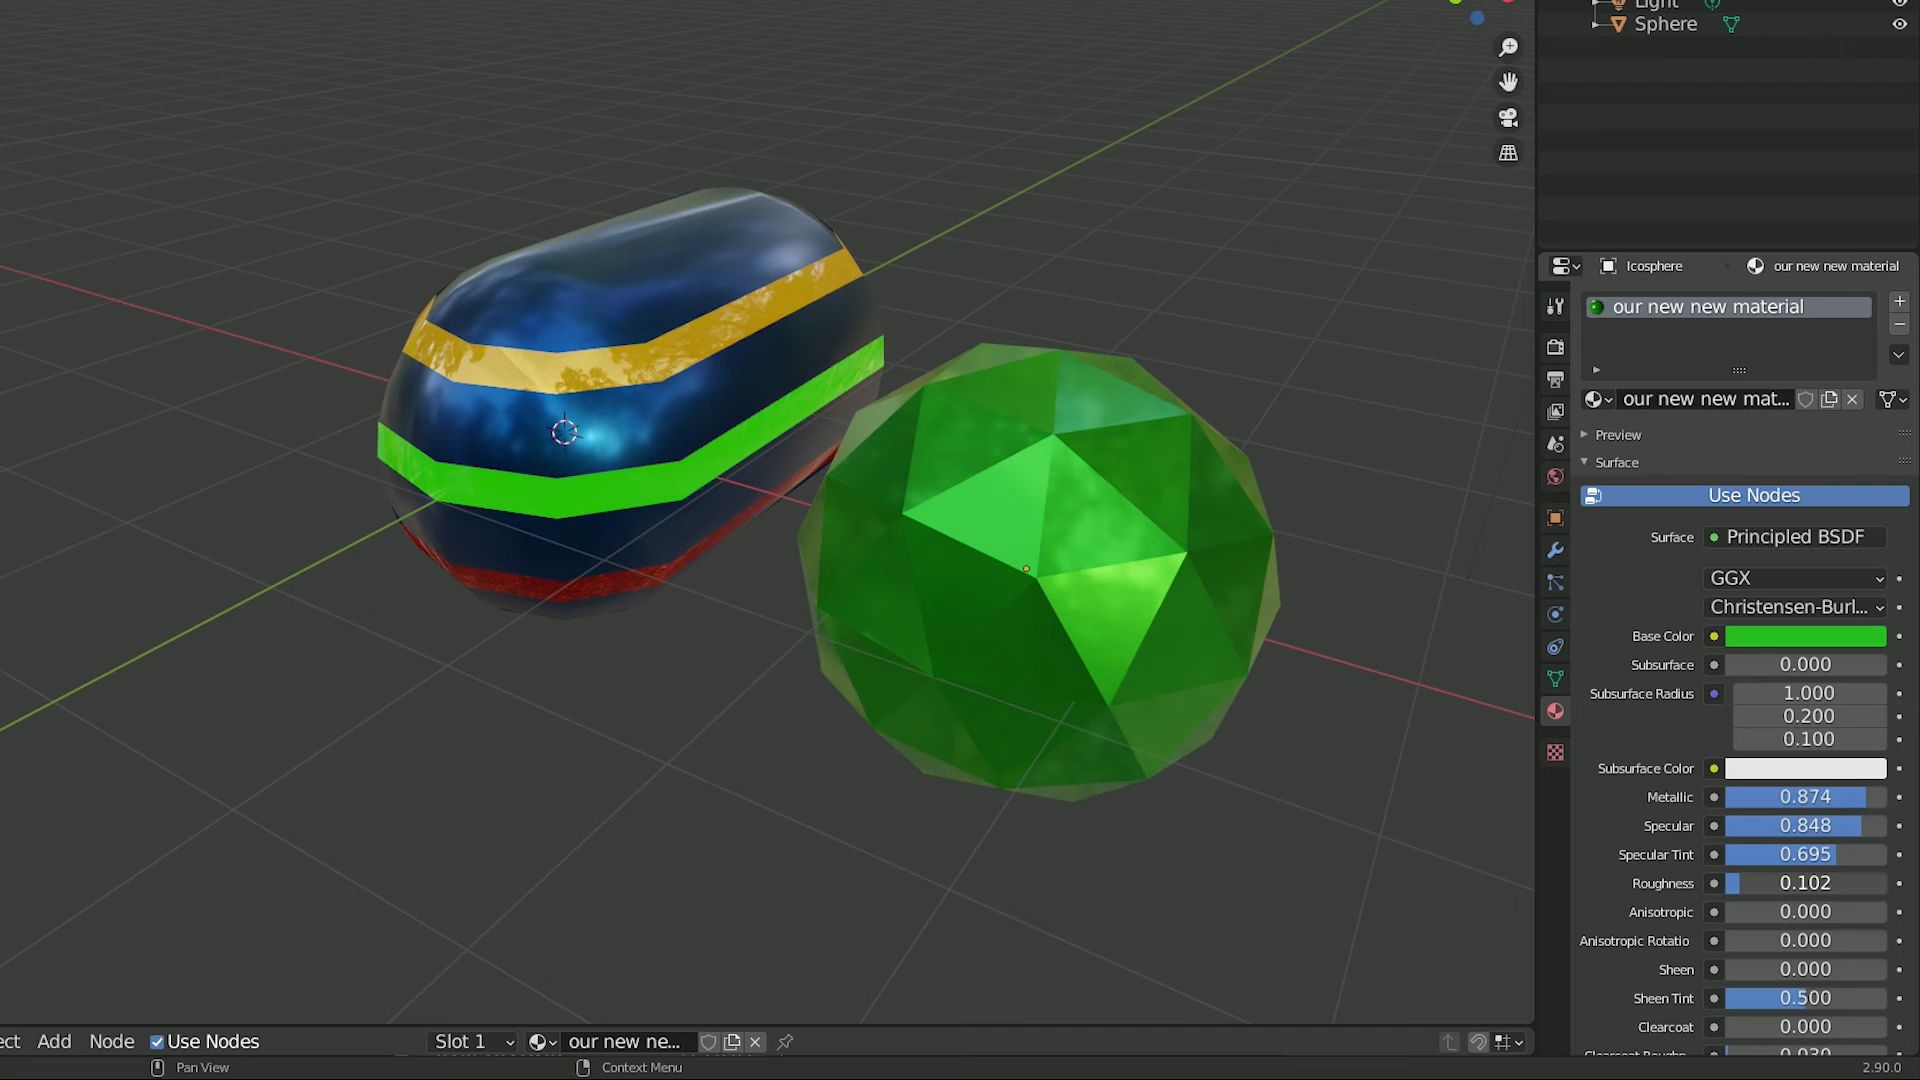 Light
Sphere
Icosphere
our new new material
our new new material
our new new mat...
Preview
Surface
Use Nodes
Surface Principled BSDF
GGX
Christensen-Burl...
Base Color
Subsurface 0.000
Subsurface Radius 1.000
0.200
0.100
Subsurface Color
Metallic 0.874
Specular 0.848
Specular Tint 0.695
Roughness 0.102
Anisotropic 0.000
Anisotropic Rotatio 0.000
Sheen 0.000
Sheen Tint 0.500
Clearcoat 0.000
Clearcoat Roughn.. 0.030
ect Add Node Use Nodes Slot 1 our new ne...
Pan View Context Menu 2.90.0